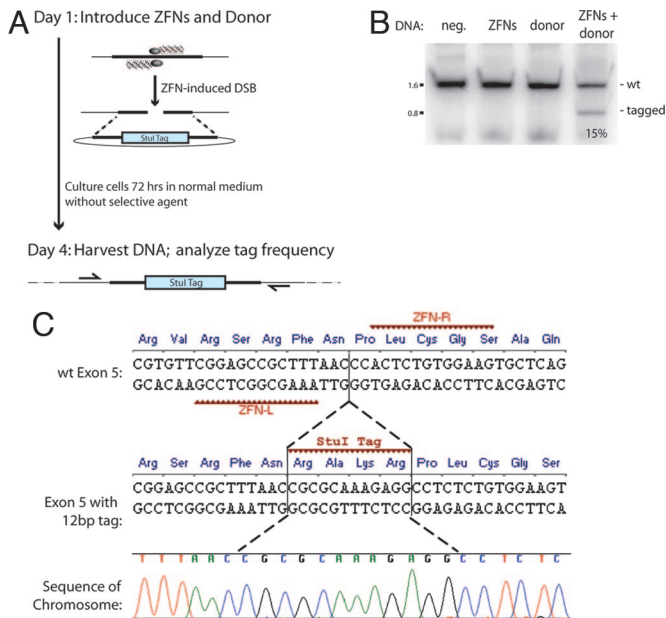 A
Day 1: Introduce ZFNs and Donor
ZFN-induced DSB
StuI Tag
Culture cells 72 hrs in normal medium
without selective agent
Day 4: Harvest DNA; analyze tag frequency
StuI Tag
B
DNA: neg. ZFNs donor ZFNs + donor
1.6
- wt
0.8
- tagged
15%
C
ZFN-R
Arg Val Arg Ser Arg Phe Asn Pro Leu Cys Gly Ser Ala Gln
wt Exon 5:
CGTGTTCGGAGCCGCTTTAACCCACTCTGTGGAAGTGCTCAG
GCACAAGCCTCGGCGAAATTGGGTGAGACACCTTCACGAGTC
ZFN-L
StuI Tag
Arg Ser Arg Phe Asn Arg Ala Lys Arg Pro Leu Cys Gly Ser
Exon 5 with
12bp tag:
CGGAGCCGCTTTAACCGCGCAAAGAGGCCTCTCTGTGGAAGT
GCCTCGGCGAAATTGGCGCGTTTCTCCGGAGAGACACCTTCA
T T T A A C C G C G C A A A G A G G C C T C T C
Sequence of
Chromosome: